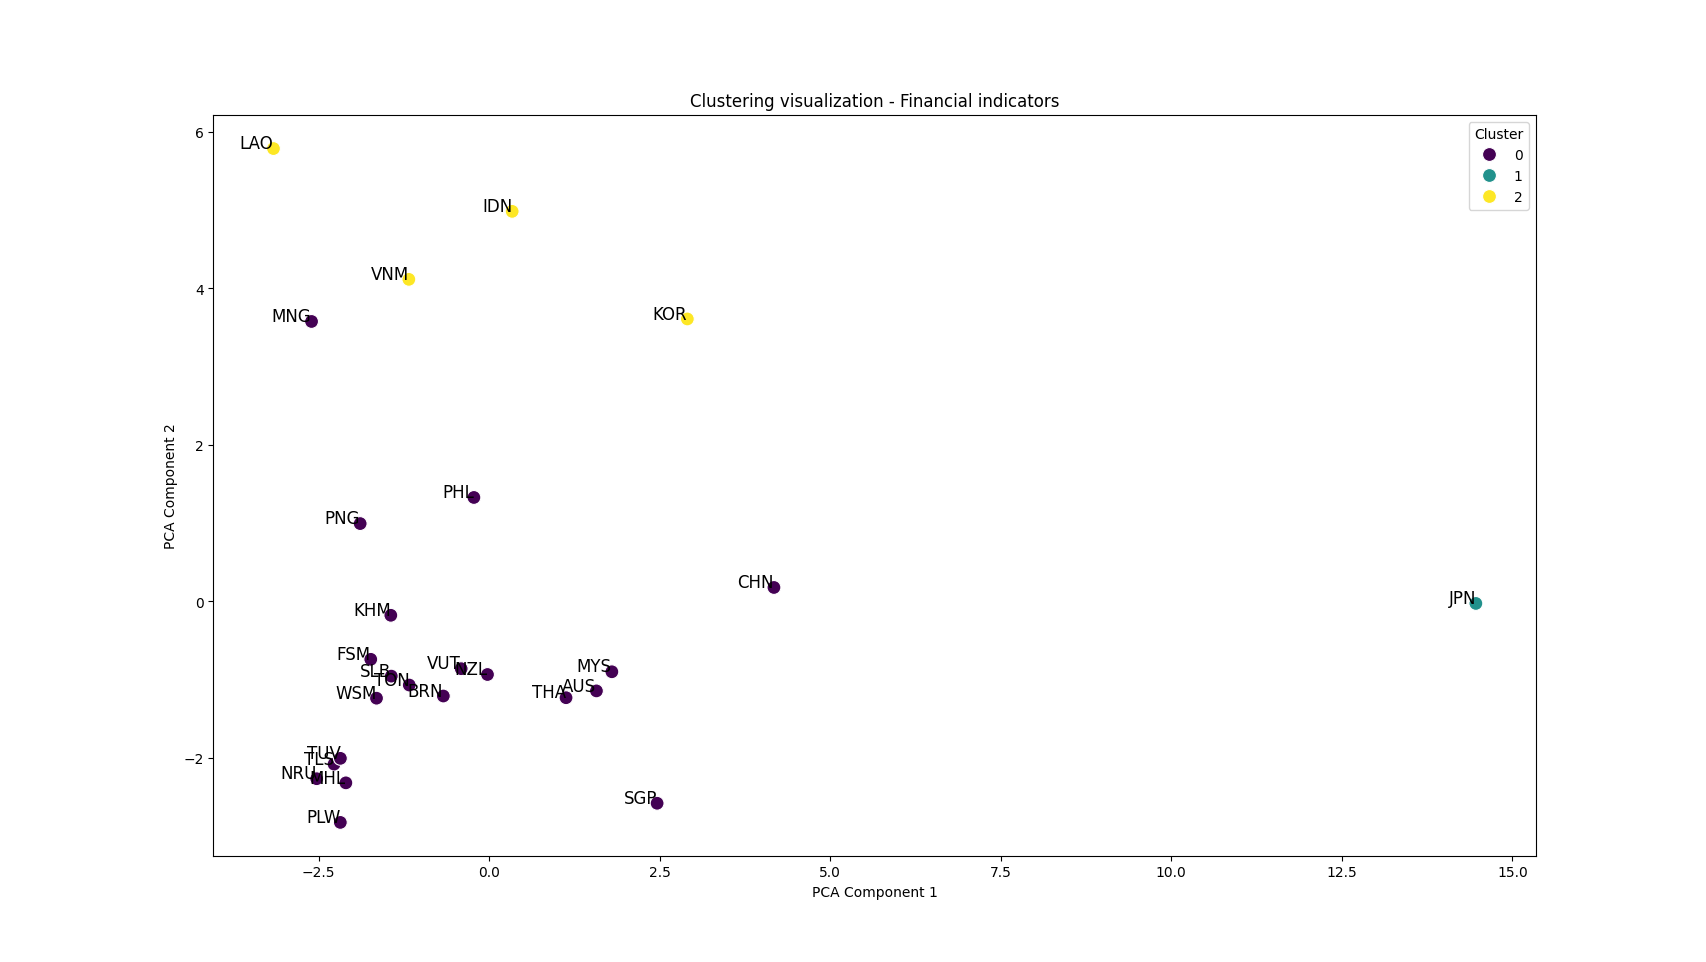 Clustering visualization - Financial indicators
Cluster
0
1
2
PCA Component 2
6
4
2
0
−2
LAO
IDN
VNM
MNG
KOR
PHL
PNG
CHN
JPN
KHM
FSM
SLB
VUT
NZL
MYS
TON
AUS
WSM
BRN
THA
TUV
TLS
NRU
MHL
SGP
PLW
−2.5
0.0
2.5
5.0
7.5
10.0
12.5
15.0
PCA Component 1